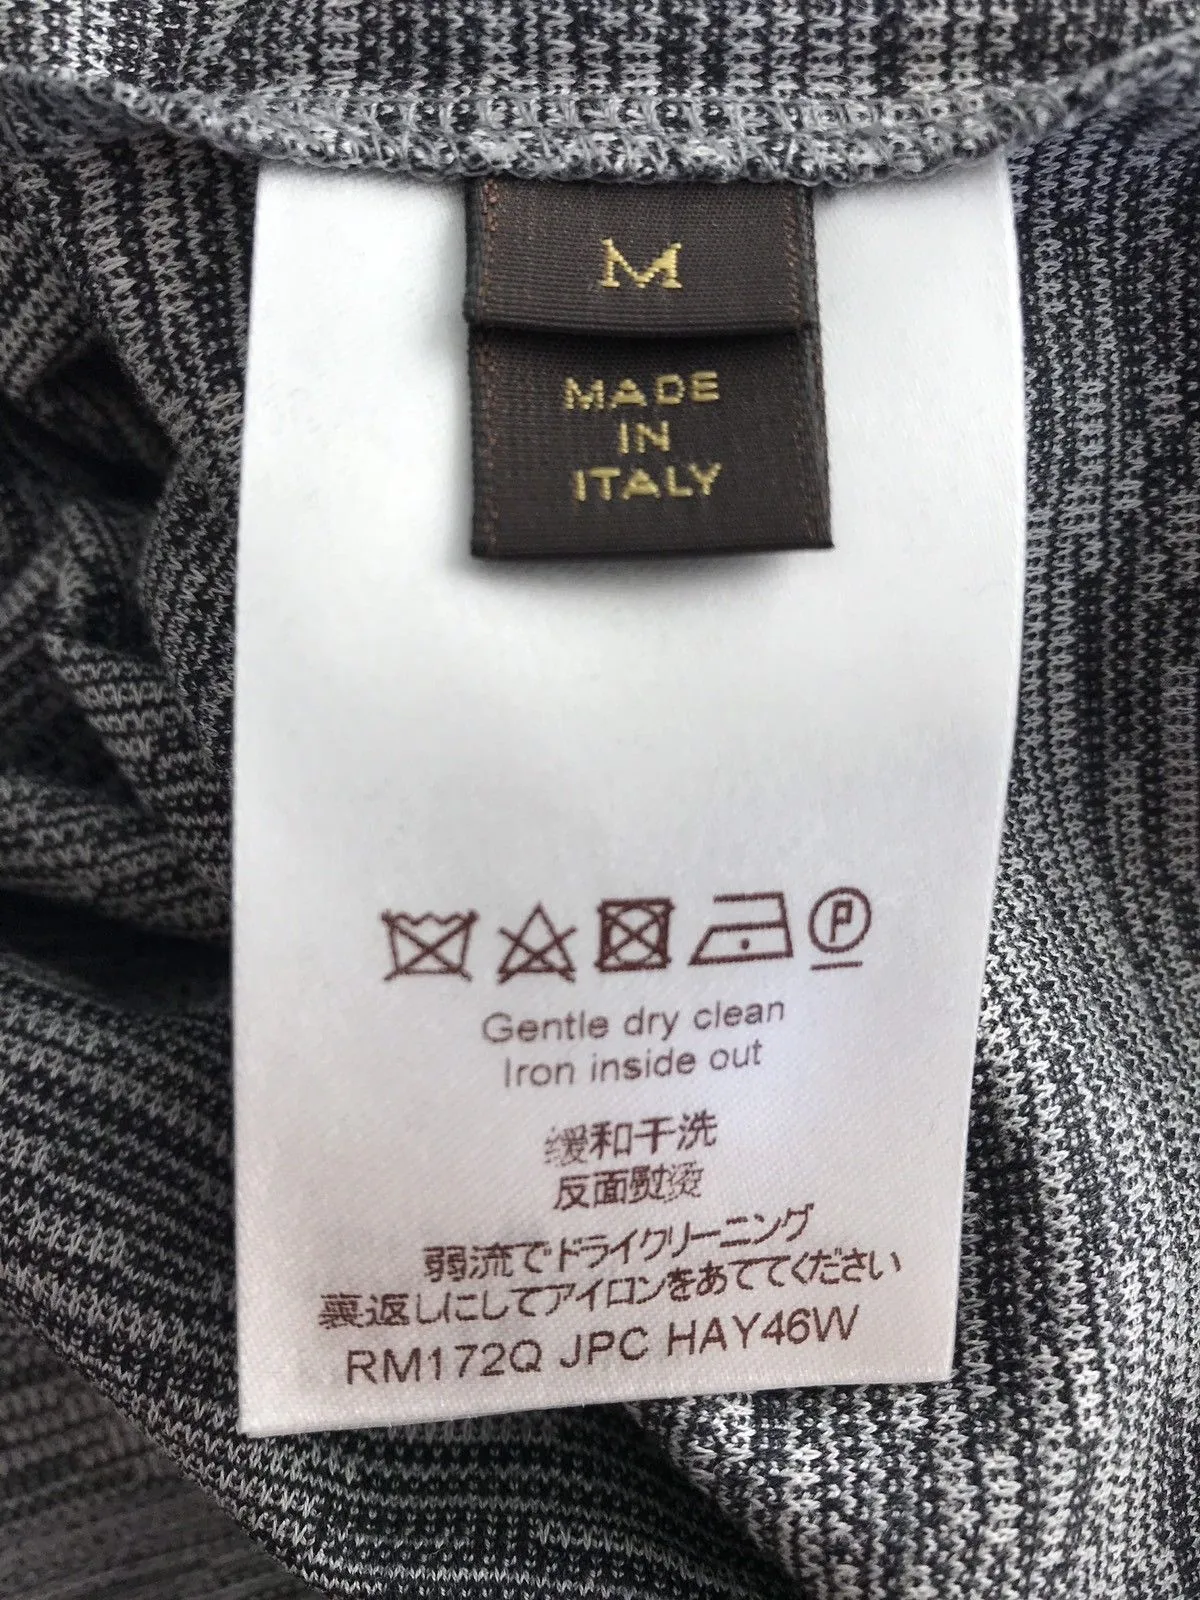 M
MADE
IN
ITALY
P
Gentle dry clean
Iron inside out
缓和干洗
反面熨烫
弱流でドライクリーニング
裏返しにしてアイロンをあててください
RM172Q JPC HAY46W